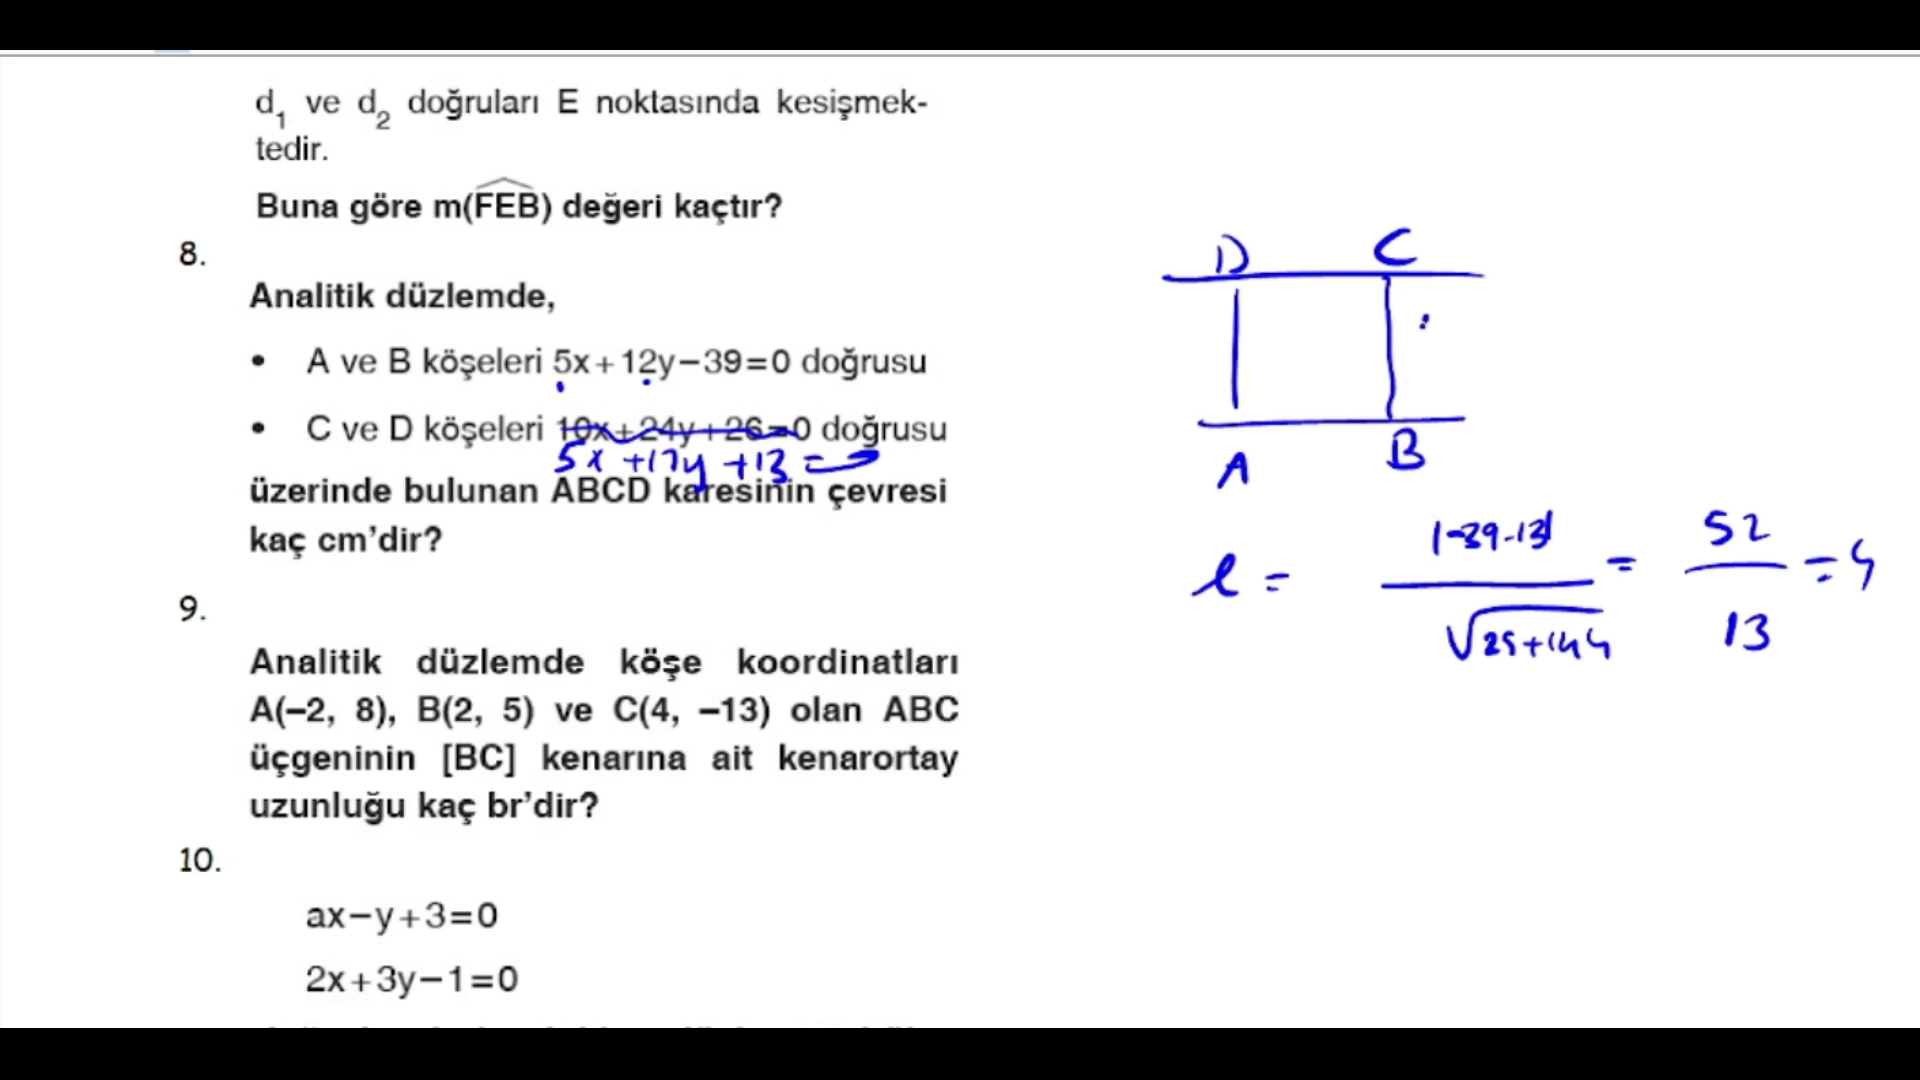 d1 ve d2 doğruları E noktasında kesişmek-
tedir.
Buna göre m(FEB) değeri kaçtır?
8.
Analitik düzlemde,
• A ve B köşeleri 5x+12y−39=0 doğrusu
• C ve D köşeleri 10x+24y+26=0 doğrusu
5x +12y +13 =
üzerinde bulunan ABCD karesinin çevresi
kaç cm'dir?
9.
Analitik düzlemde köşe koordinatları
A(−2, 8), B(2, 5) ve C(4, −13) olan ABC
üçgeninin [BC] kenarına ait kenarortay
uzunluğu kaç br'dir?
10.
ax−y+3=0
2x+3y−1=0
D C
A B
l = |-39-13| / √25+144 = 52 / 13 = 4